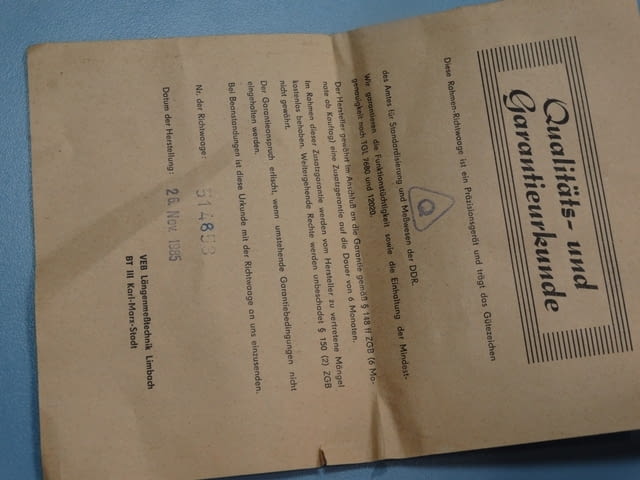 Qualitäts- und
Garantieurkunde
Diese Rahmen-Richtwaage ist ein Präzisionsgerät und trägt das Gütezeichen
Q
des Amtes für Standardisierung und Meßwesen der DDR.
Wir garantieren die Funktionstüchtigkeit sowie die Einhaltung der Mindest-
genauigkeit nach TGL 7680 und 12020.
Der Hersteller gewährt im Anschluß an die Garantie gemäß § 148 ff ZGB (6 Mo-
nate ab Kauftag) eine Zusatzgarantie auf die Dauer von 6 Monaten.
Im Rahmen dieser Zusatzgarantie werden vom Hersteller zu vertretene Mängel
kostenlos behoben. Weitergehende Rechte werden unbeschadet § 150 (2) ZGB
nicht gewährt.
Der Garantieanspruch erlischt, wenn umstehende Garantiebedingungen nicht
eingehalten werden.
Bei Beanstandungen ist diese Urkunde mit der Richtwaage an uns einzusenden.
Nr. der Richtwaage: 514853
Datum der Herstellung: 26. Nov. 1985
VEB Längenmeßtechnik Limbach
BT III Karl-Marx-Stadt